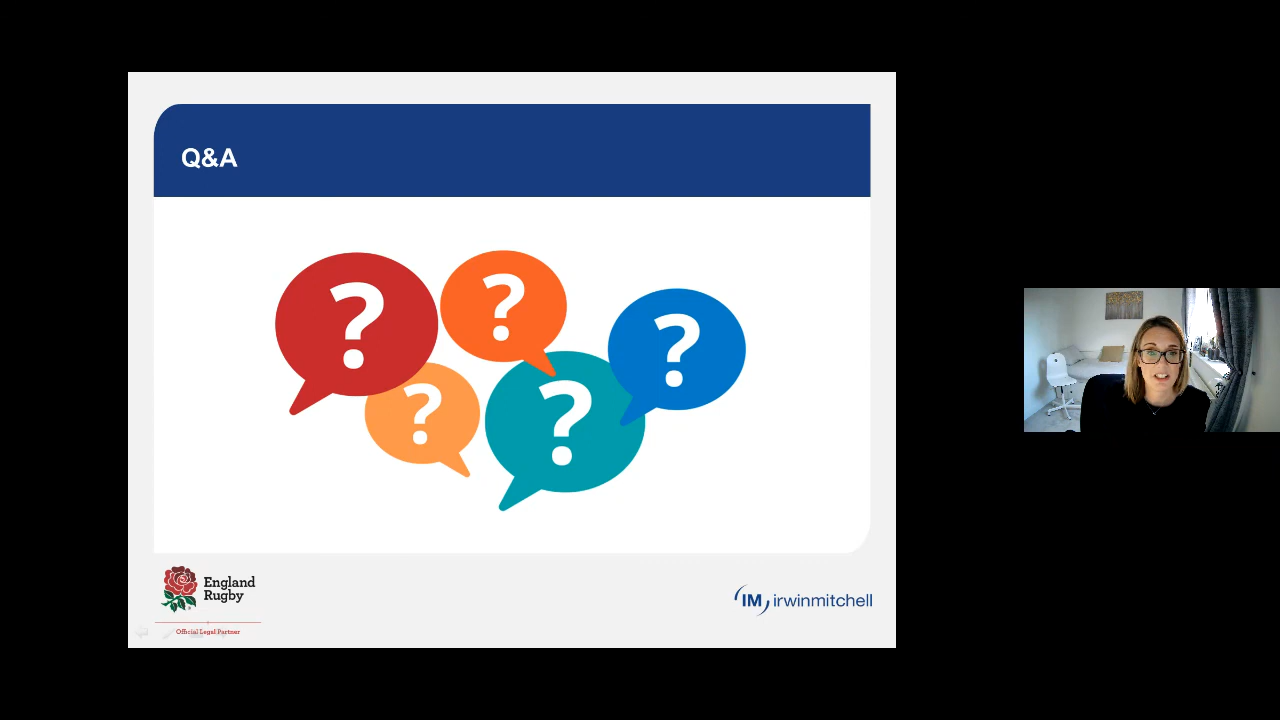 Q&A
?
?
?
?
?
England
Rugby
Official Legal Partner
IM irwinmitchell